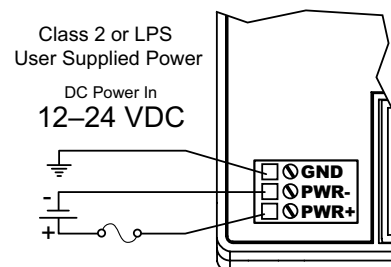 Class 2 or LPS
User Supplied Power
DC Power In
12–24 VDC
GND
PWR-
PWR+
-
+